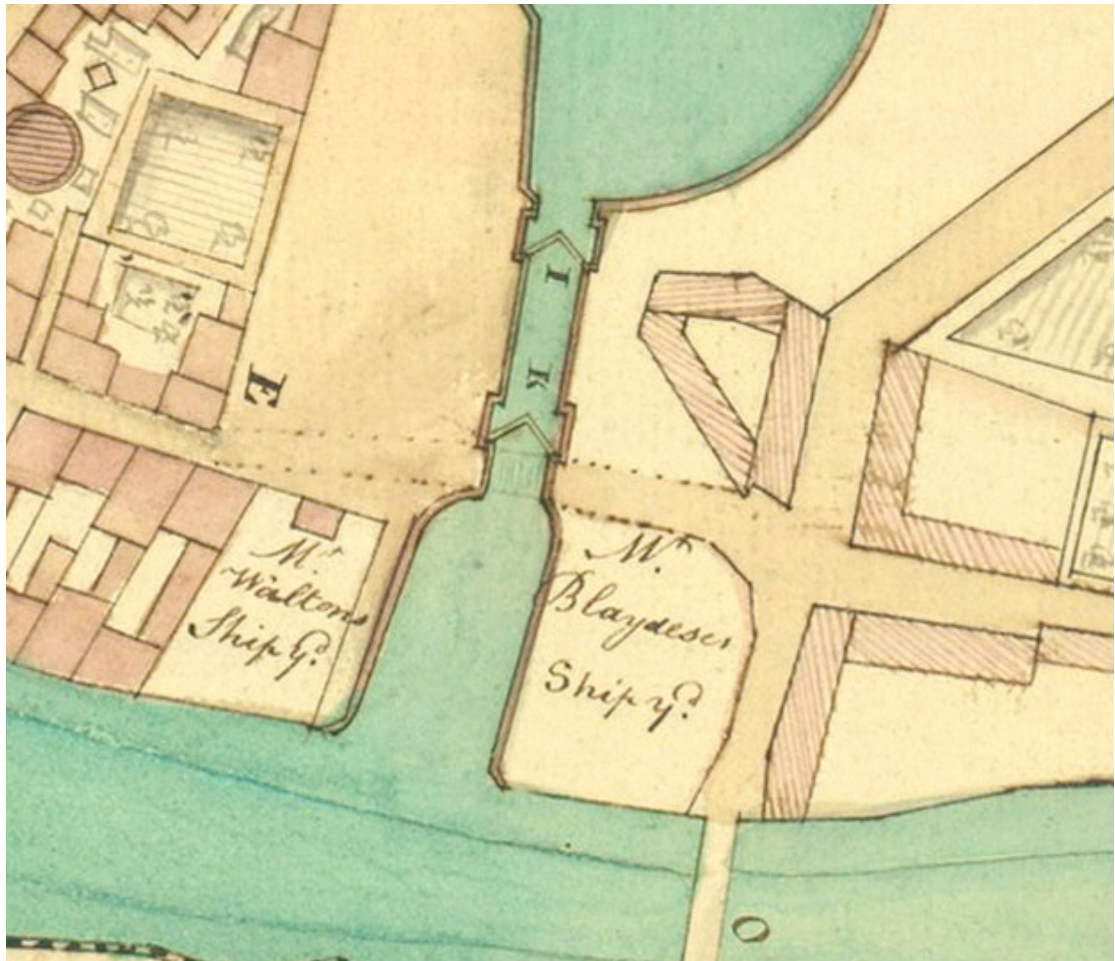 I
K
E
Mr
Waltons
Ship yd.
Mr.
Blaydeses
Ship yd.
O